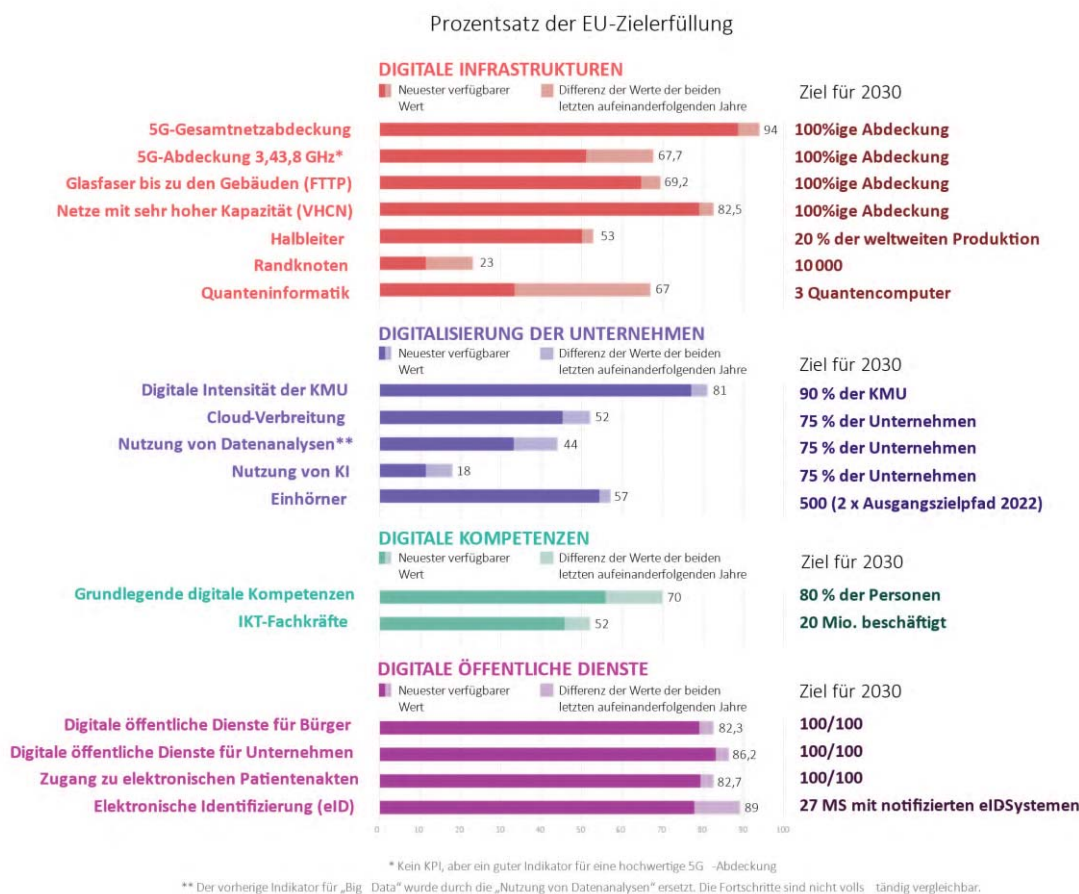 Prozentsatz der EU-Zielerfüllung
DIGITALE INFRASTRUKTUREN
Neuester verfügbarer Wert
Differenz der Werte der beiden letzten aufeinanderfolgenden Jahre
Ziel für 2030
5G-Gesamtnetzabdeckung 94 100%ige Abdeckung
5G-Abdeckung 3,43,8 GHz* 67,7 100%ige Abdeckung
Glasfaser bis zu den Gebäuden (FTTP) 69,2 100%ige Abdeckung
Netze mit sehr hoher Kapazität (VHCN) 82,5 100%ige Abdeckung
Halbleiter 53 20 % der weltweiten Produktion
Randknoten 23 10 000
Quanteninformatik 67 3 Quantencomputer
DIGITALISIERUNG DER UNTERNEHMEN
Neuester verfügbarer Wert
Differenz der Werte der beiden letzten aufeinanderfolgenden Jahre
Ziel für 2030
Digitale Intensität der KMU 81 90 % der KMU
Cloud-Verbreitung 52 75 % der Unternehmen
Nutzung von Datenanalysen** 44 75 % der Unternehmen
Nutzung von KI 18 75 % der Unternehmen
Einhörner 57 500 (2 x Ausgangszielpfad 2022)
DIGITALE KOMPETENZEN
Neuester verfügbarer Wert
Differenz der Werte der beiden letzten aufeinanderfolgenden Jahre
Ziel für 2030
Grundlegende digitale Kompetenzen 70 80 % der Personen
IKT-Fachkräfte 52 20 Mio. beschäftigt
DIGITALE ÖFFENTLICHE DIENSTE
Neuester verfügbarer Wert
Differenz der Werte der beiden letzten aufeinanderfolgenden Jahre
Ziel für 2030
Digitale öffentliche Dienste für Bürger 82,3 100/100
Digitale öffentliche Dienste für Unternehmen 86,2 100/100
Zugang zu elektronischen Patientenakten 82,7 100/100
Elektronische Identifizierung (eID) 89 27 MS mit notifizierten eIDSystemen
0 10 20 30 40 50 60 70 80 90 100
* Kein KPI, aber ein guter Indikator für eine hochwertige 5G -Abdeckung
** Der vorherige Indikator für „Big Data" wurde durch die „Nutzung von Datenanalysen" ersetzt. Die Fortschritte sind nicht volls tändig vergleichbar.